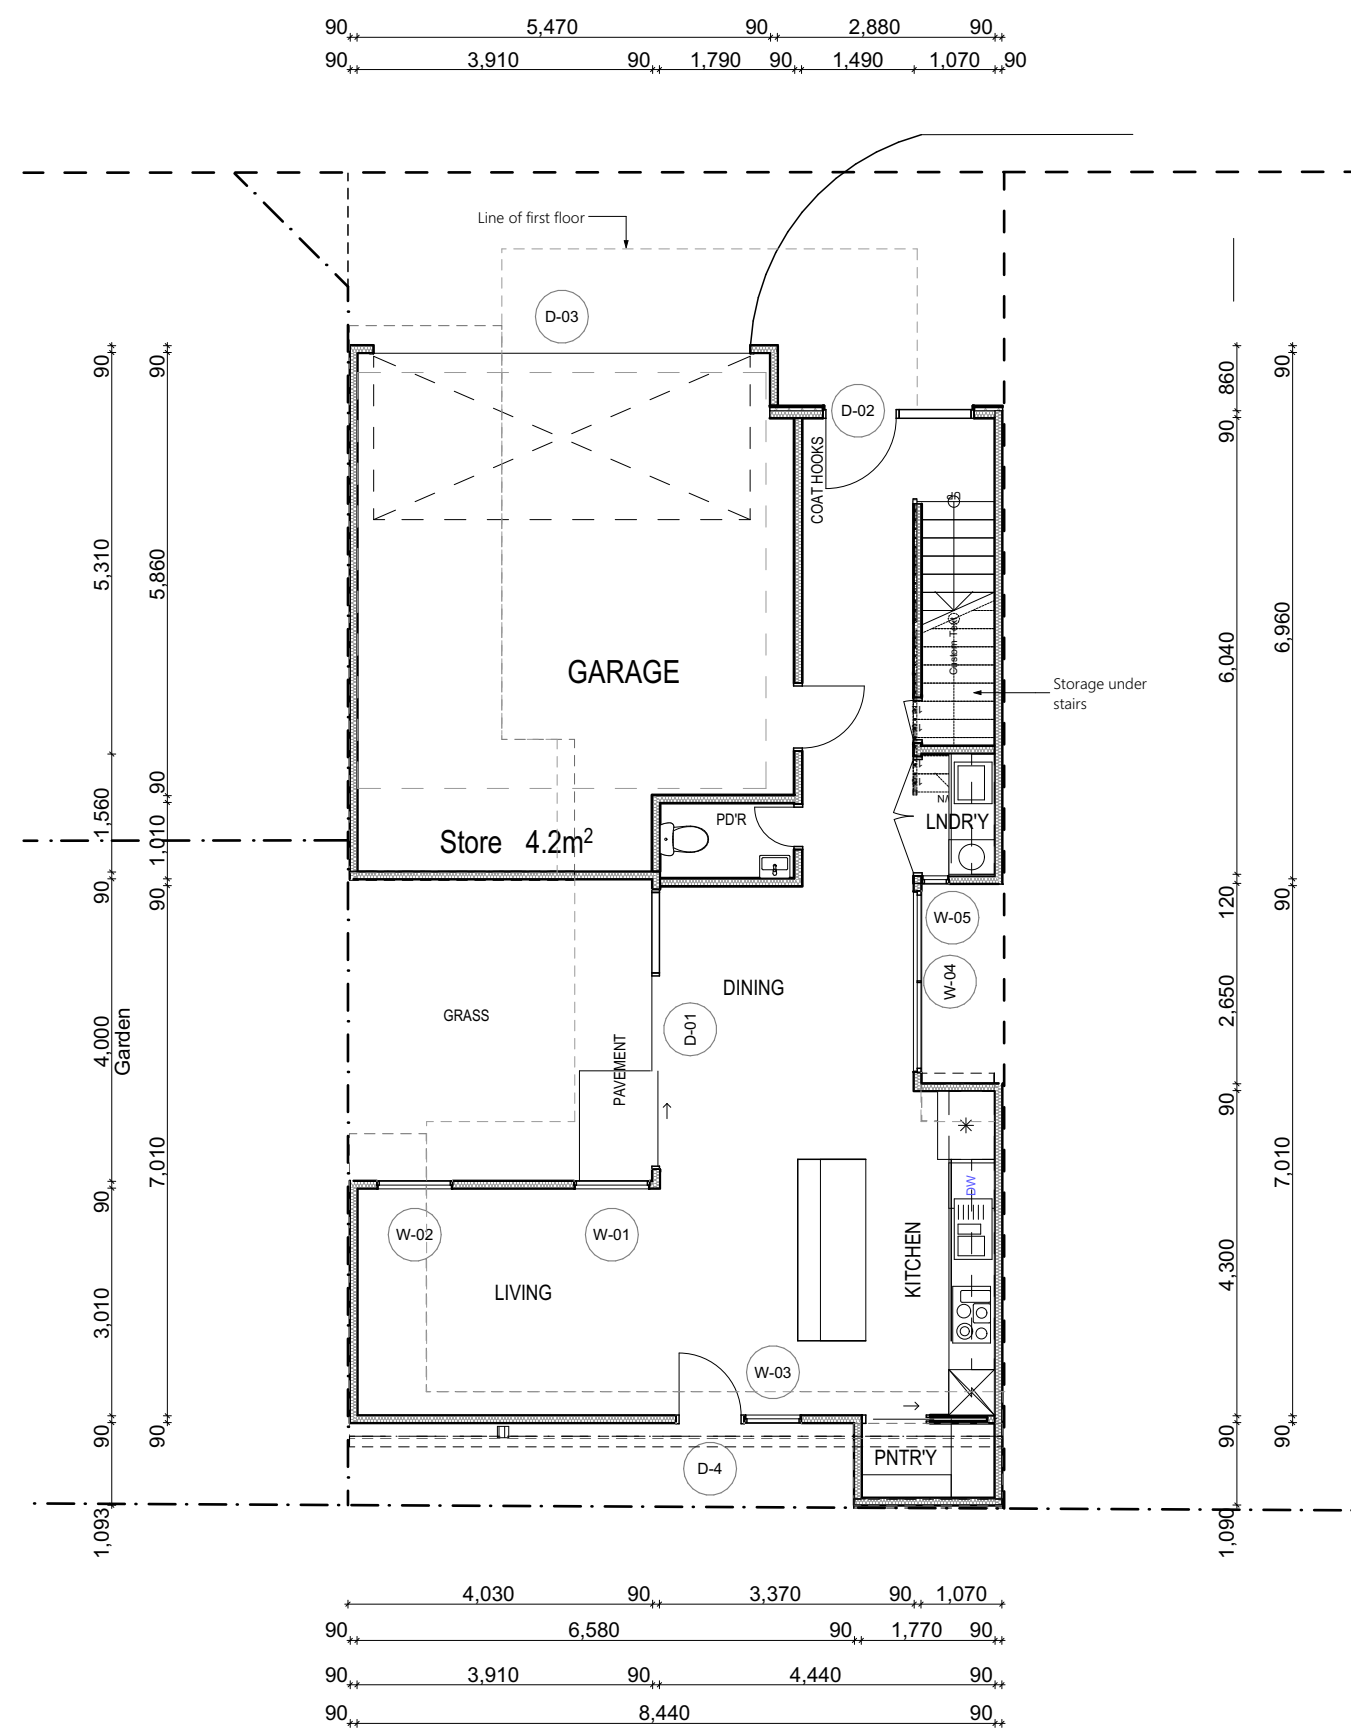 90 5,470 90 2,880 90
90 3,910 90 1,790 90 1,490 1,070 90
Line of first floor
D-03
D-02
COAT HOOKS
UP
Custom Text
GARAGE
Storage under
stairs
Store 4.2m²
PD'R
LNDR'Y
W-05
W-04
DINING
GRASS
D-01
PAVEMENT
DW
W-02
W-01
KITCHEN
LIVING
W-03
PNTR'Y
D-4
90
5,310
1,560
90
4,000
Garden
90
3,010
90
1,093
90
5,860
90
1,010
90
7,010
90
860
90
6,040
120
2,650
90
4,300
90
1,090
90
6,960
90
7,010
90
4,030 90 3,370 90 1,070
90 6,580 90 1,770 90
90 3,910 90 4,440 90
90 8,440 90